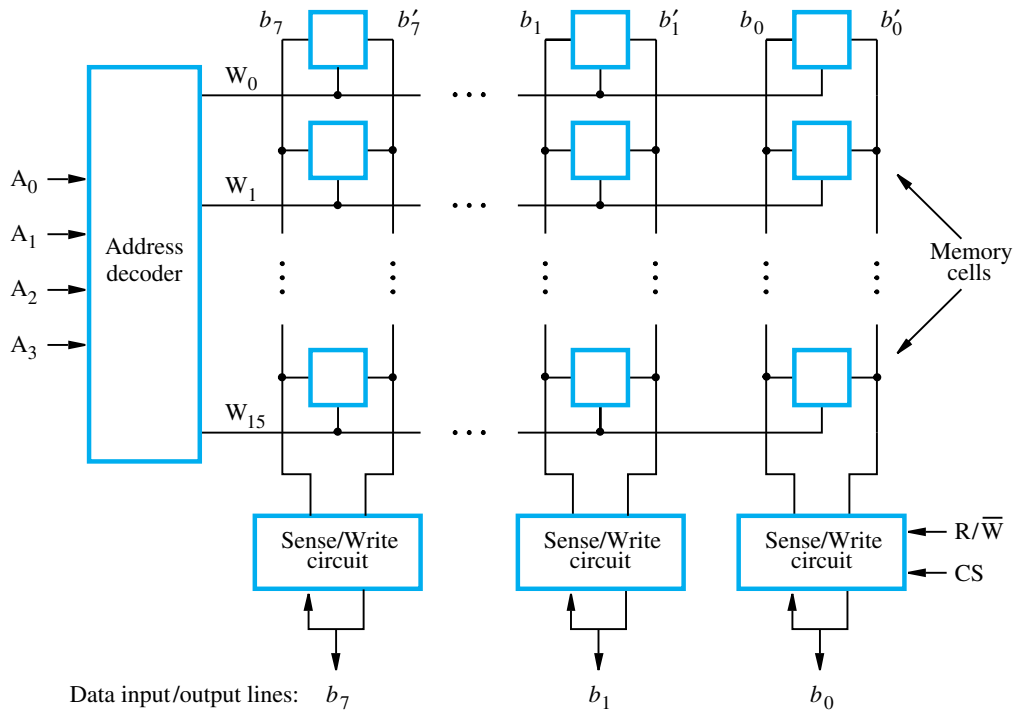 b₇ b′₇ b₁ b′₁ b₀ b′₀
W₀
• • •
A₀
W₁
• • •
A₁
Address
decoder
Memory
cells
A₂
A₃
W₁₅
• • •
Sense/Write
circuit
Sense/Write
circuit
Sense/Write
circuit
R/W̅
CS
Data input/output lines: b₇ b₁ b₀